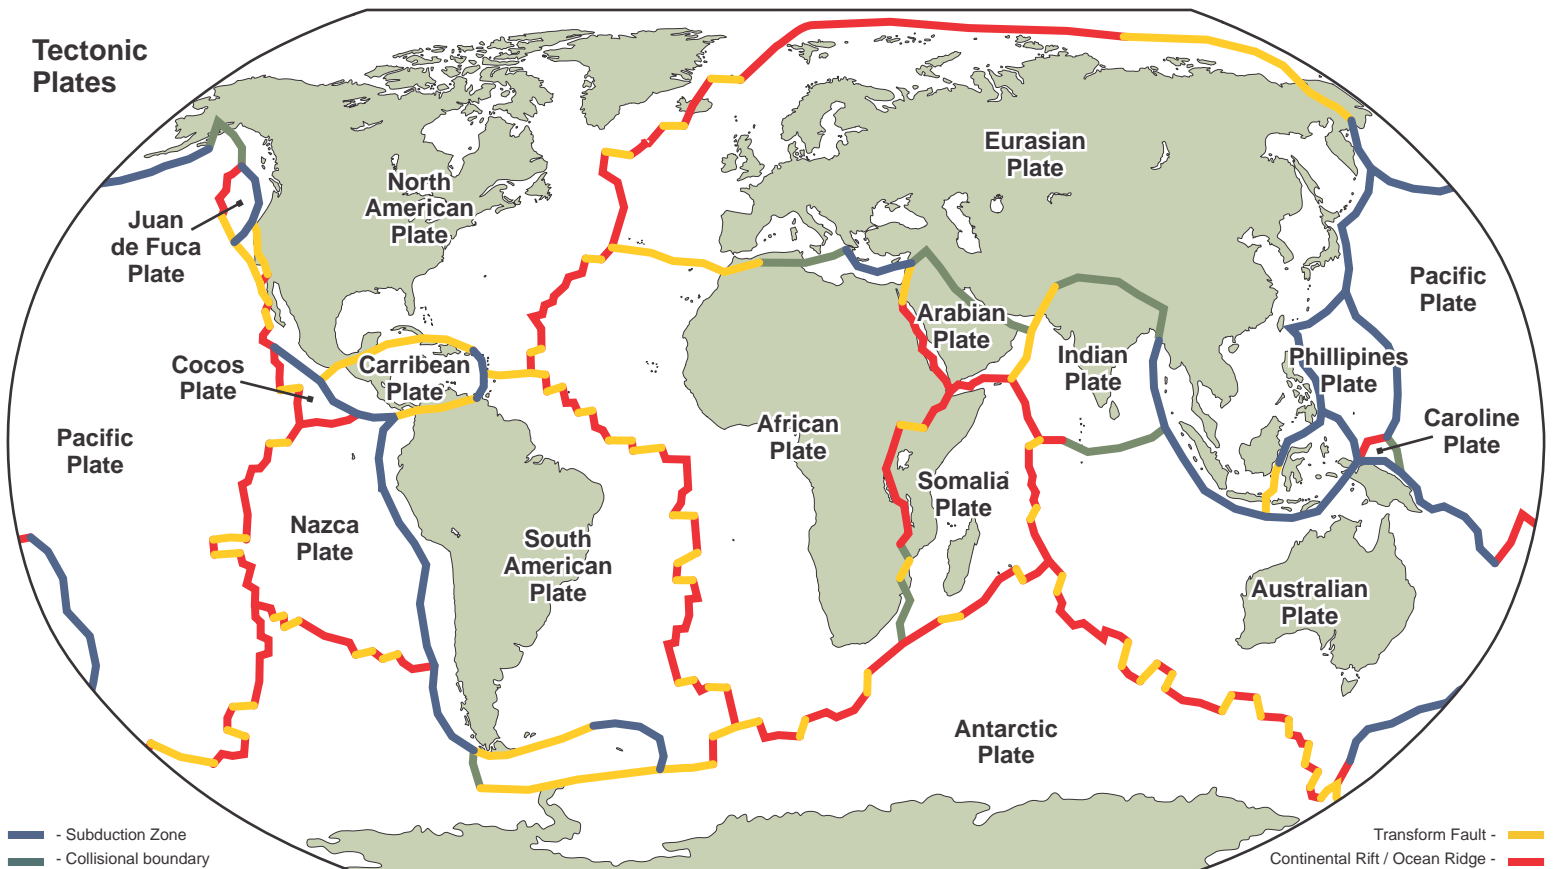 Tectonic
Plates
Eurasian
Plate
North
American
Plate
Juan
de Fuca
Plate
Pacific
Plate
Arabian
Plate
Indian
Plate
Phillipines
Plate
Cocos
Plate
Carribean
Plate
African
Plate
Caroline
Plate
Pacific
Plate
Somalia
Plate
Nazca
Plate
South
American
Plate
Australian
Plate
Antarctic
Plate
- Subduction Zone
- Collisional boundary
Transform Fault -
Continental Rift / Ocean Ridge -